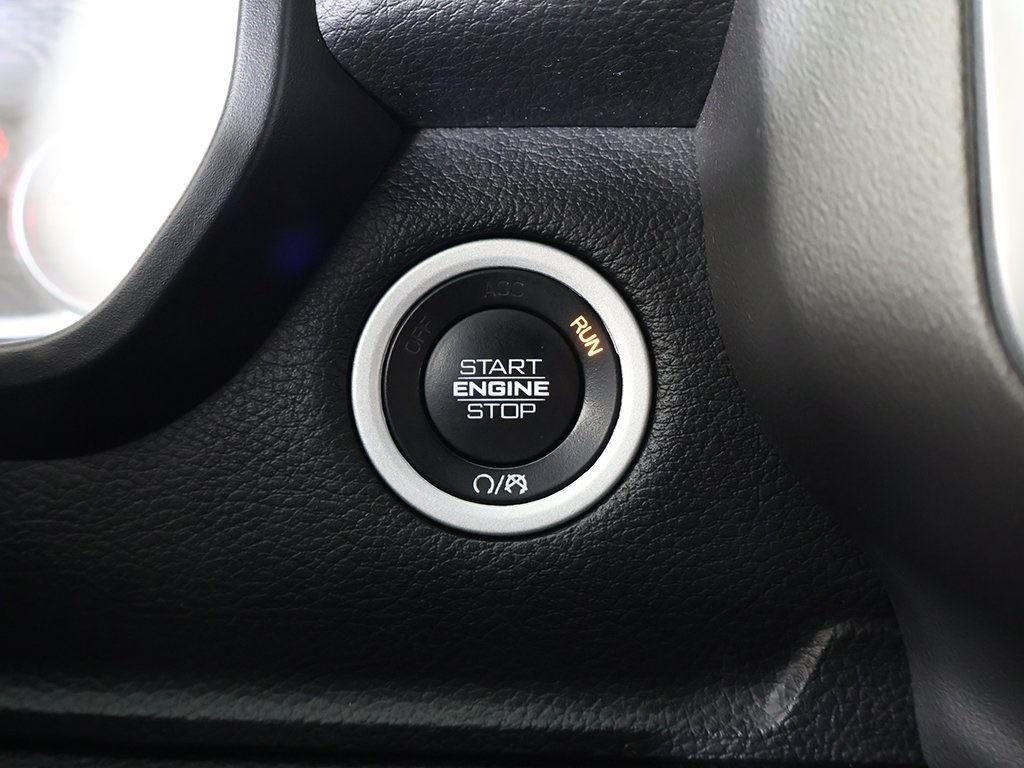 ACC
OFF
RUN
START
ENGINE
STOP